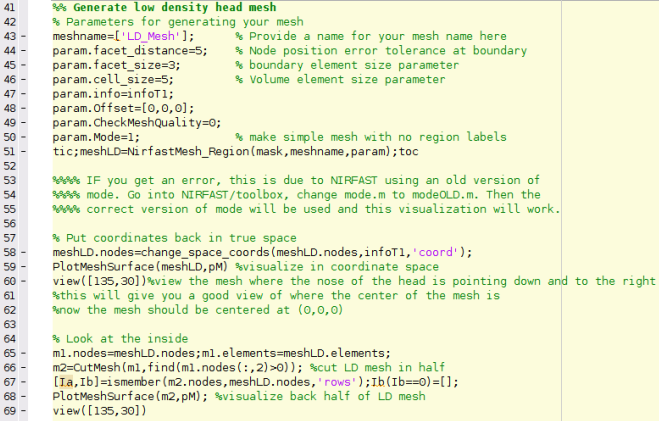 41 %% Generate low density head mesh
42 % Parameters for generating your mesh
43 - meshname=['LD_Mesh']; % Provide a name for your mesh name here
44 - param.facet_distance=5; % Node position error tolerance at boundary
45 - param.facet_size=3; % boundary element size parameter
46 - param.cell_size=5; % Volume element size parameter
47 - param.info=infoT1;
48 - param.Offset=[0,0,0];
49 - param.CheckMeshQuality=0;
50 - param.Mode=1; % make simple mesh with no region labels
51 - tic;meshLD=NirfastMesh_Region(mask,meshname,param);toc
52
53 %%%% IF you get an error, this is due to NIRFAST using an old version of
54 %%%% mode. Go into NIRFAST/toolbox, change mode.m to modeOLD.m. Then the
55 %%%% correct version of mode will be used and this visualization will work.
56
57 % Put coordinates back in true space
58 - meshLD.nodes=change_space_coords(meshLD.nodes,infoT1,'coord');
59 - PlotMeshSurface(meshLD,pM) %visualize in coordinate space
60 - view([135,30])%view the mesh where the nose of the head is pointing down and to the right
61 %this will give you a good view of where the center of the mesh is
62 %now the mesh should be centered at (0,0,0)
63
64 % Look at the inside
65 - m1.nodes=meshLD.nodes;m1.elements=meshLD.elements;
66 - m2=CutMesh(m1,find(m1.nodes(:,2)>0)); %cut LD mesh in half
67 - [Ia,Ib]=ismember(m2.nodes,meshLD.nodes,'rows');Ib(Ib==0)=[];
68 - PlotMeshSurface(m2,pM); %visualize back half of LD mesh
69 - view([135,30])